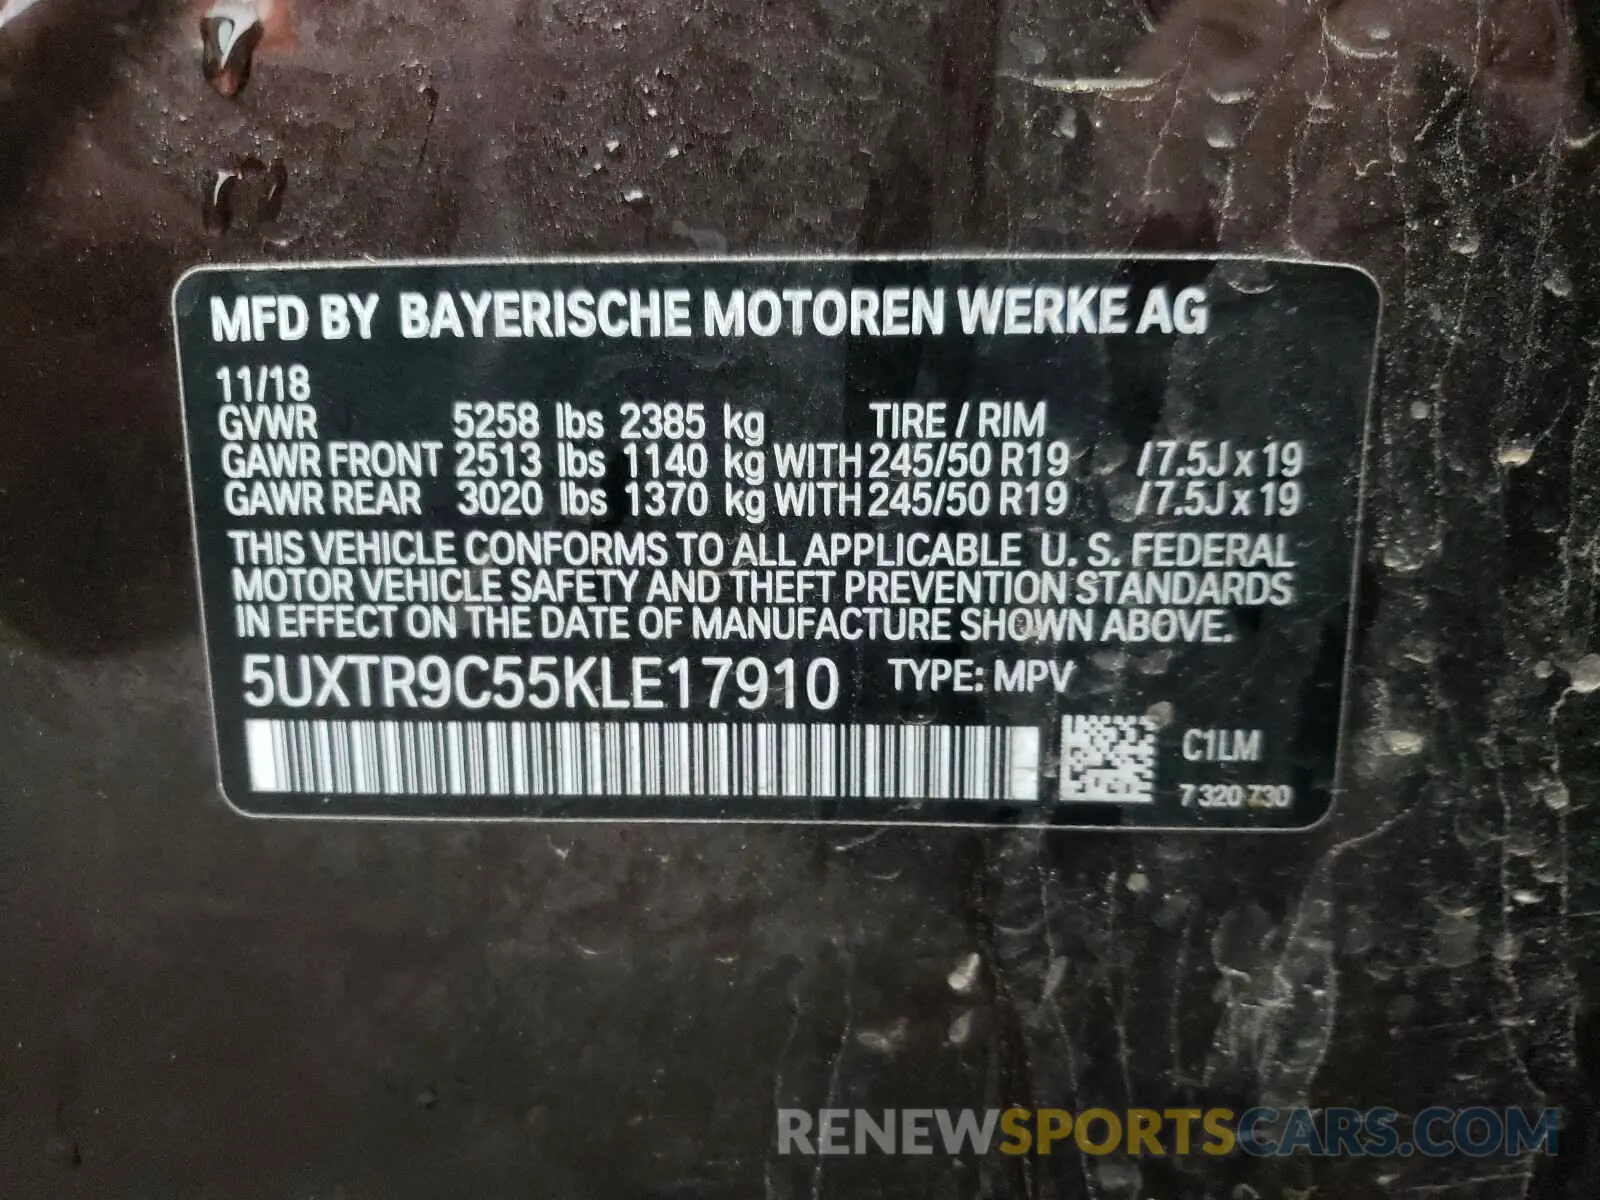 MFD BY BAYERISCHE MOTOREN WERKE AG
11/18
GVWR 5258 lbs 2385 kg TIRE / RIM
GAWR FRONT 2513 lbs 1140 kg WITH 245/50 R19 / 7.5J x 19
GAWR REAR 3020 lbs 1370 kg WITH 245/50 R19 / 7.5J x 19
THIS VEHICLE CONFORMS TO ALL APPLICABLE U. S. FEDERAL
MOTOR VEHICLE SAFETY AND THEFT PREVENTION STANDARDS
IN EFFECT ON THE DATE OF MANUFACTURE SHOWN ABOVE.
5UXTR9C55KLE17910 TYPE: MPV
C1LM
7 320 730
RENEWSPORTSCARS.COM